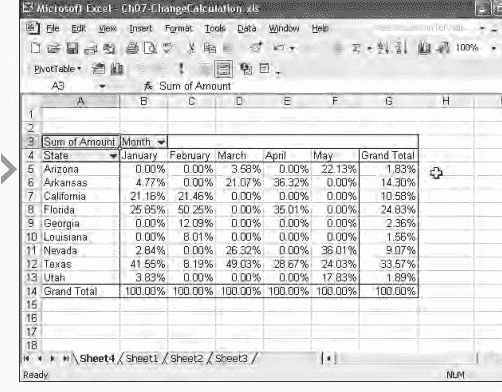 Microsoft Excel - Ch07-ChangeCalculation.xls
File Edit View Insert Format Tools Data Window Help
100%
PivotTable
A3 fx Sum of Amount
A B C D E F G H
1
2
3 Sum of Amount Month
4 State January February March April May Grand Total
5 Arizona 0.00% 0.00% 3.58% 0.00% 22.13% 1.83%
6 Arkansas 4.77% 0.00% 21.07% 36.32% 0.00% 14.30%
7 California 21.16% 21.46% 0.00% 0.00% 0.00% 10.58%
8 Florida 25.85% 50.25% 0.00% 35.01% 0.00% 24.83%
9 Georgia 0.00% 12.09% 0.00% 0.00% 0.00% 2.36%
10 Louisiana 0.00% 8.01% 0.00% 0.00% 0.00% 1.56%
11 Nevada 2.84% 0.00% 26.32% 0.00% 36.01% 9.07%
12 Texas 41.55% 8.19% 49.03% 28.67% 24.03% 33.57%
13 Utah 3.83% 0.00% 0.00% 0.00% 17.83% 1.89%
14 Grand Total 100.00% 100.00% 100.00% 100.00% 100.00% 100.00%
15
16
17
18
Sheet4 Sheet1 Sheet2 Sheet3
Ready NUM